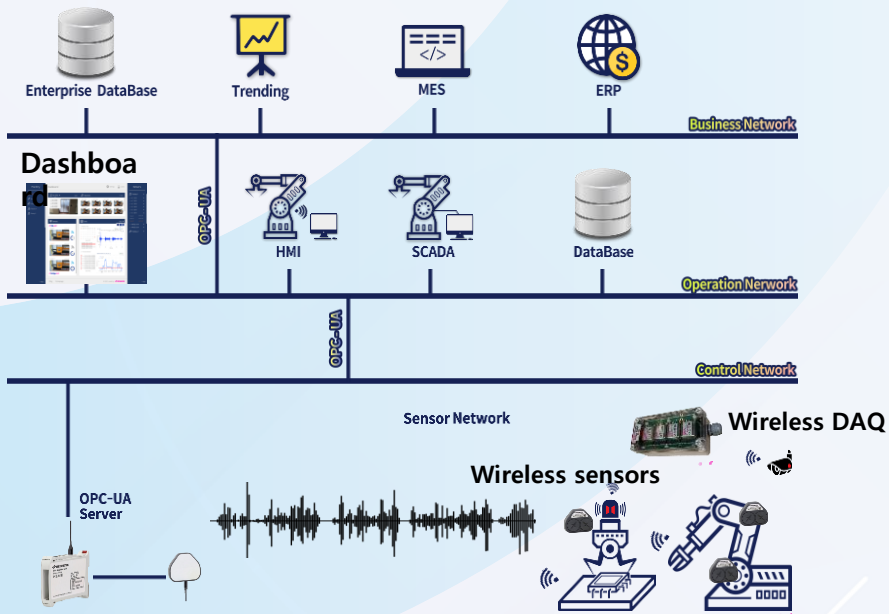 Enterprise DataBase
Trending
MES
ERP
Business Network
Dashboa
rd
OPC-UA
HMI
SCADA
DataBase
Operation Nerwork
OPC-UA
Control Network
Sensor Network
Wireless DAQ
Wireless sensors
OPC-UA
Server